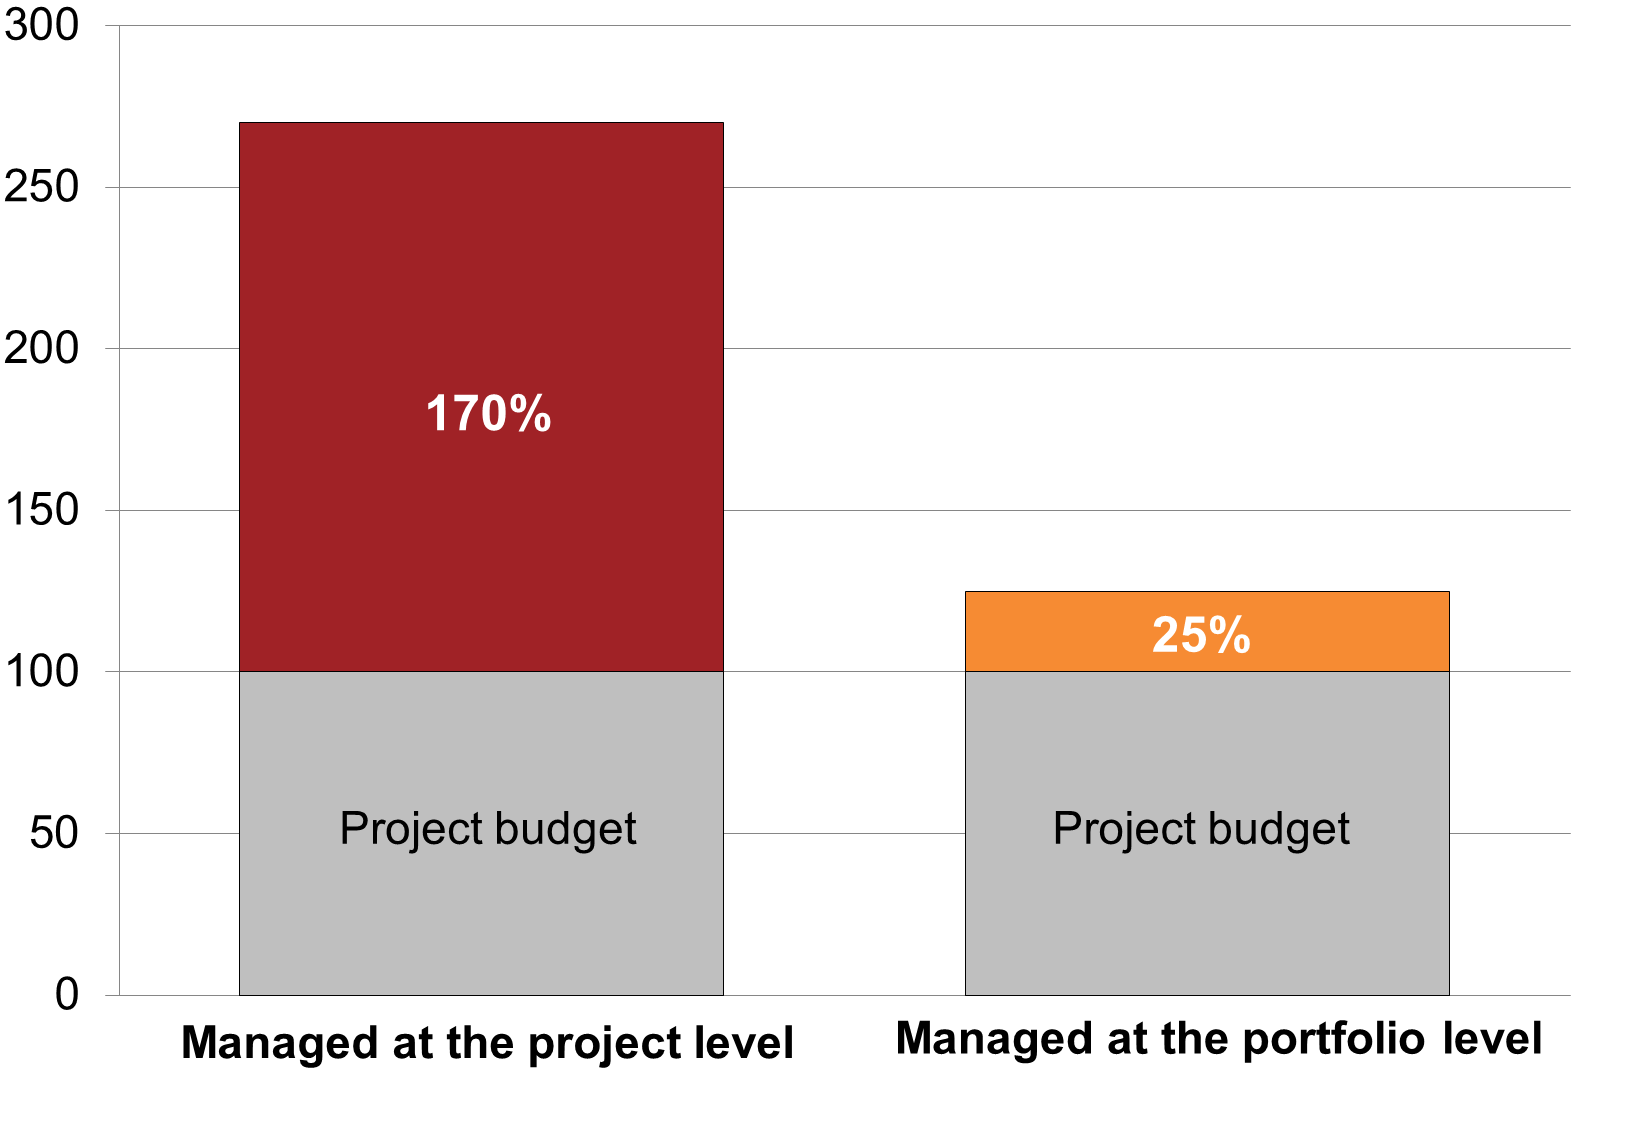 300
250
200
150
100
50
0
170%
25%
Project budget
Project budget
Managed at the project level
Managed at the portfolio level